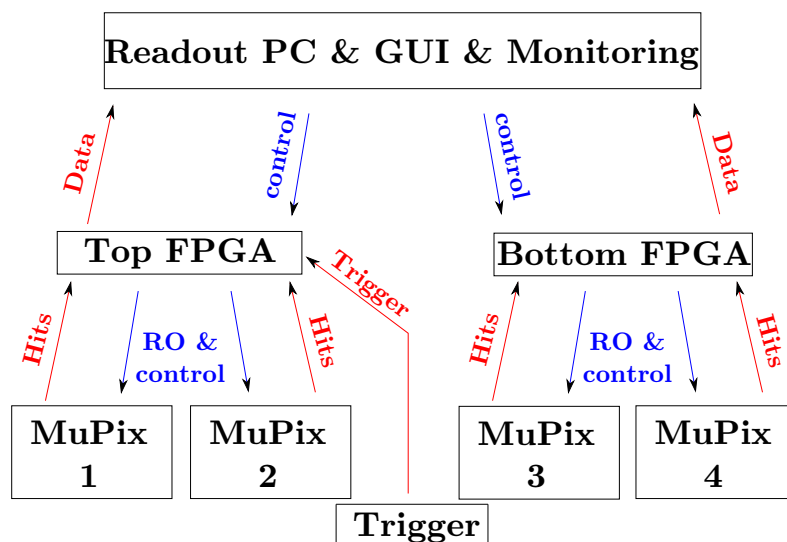 Readout PC & GUI & Monitoring
Data
control
control
Data
Top FPGA
Bottom FPGA
Trigger
Hits
RO &
control
Hits
Hits
RO &
control
Hits
MuPix
1
MuPix
2
MuPix
3
MuPix
4
Trigger